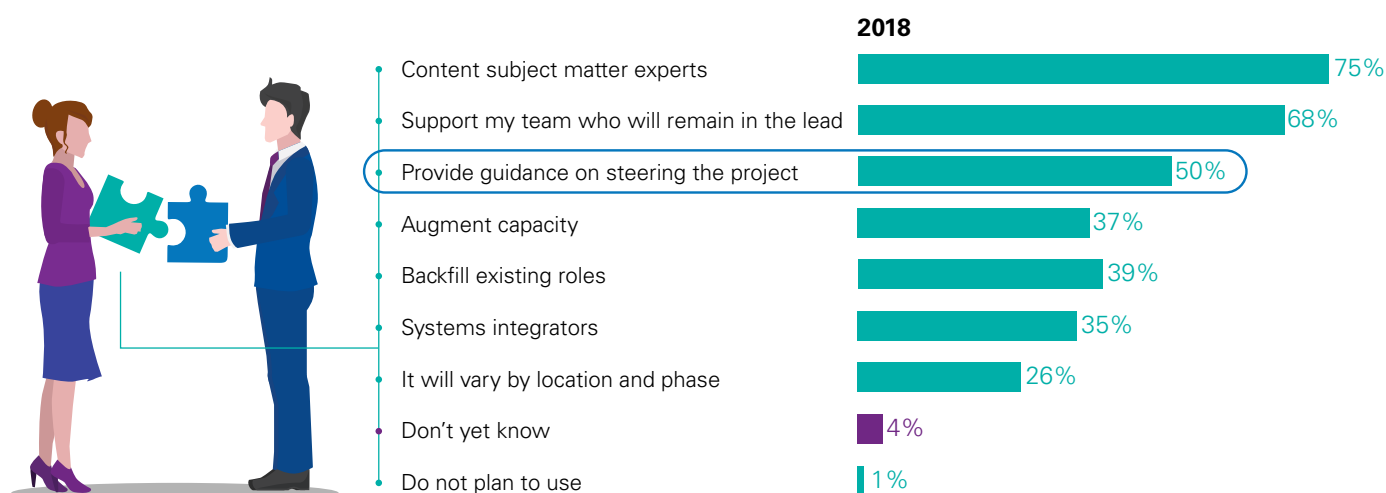 2018
Content subject matter experts 75%
Support my team who will remain in the lead 68%
Provide guidance on steering the project 50%
Augment capacity 37%
Backfill existing roles 39%
Systems integrators 35%
It will vary by location and phase 26%
Don’t yet know 4%
Do not plan to use 1%